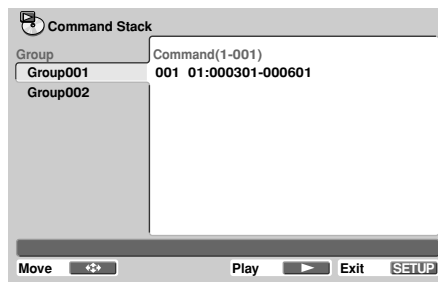 Command Stack
Group
Command(1-001)
Group001
001 01:000301-000601
Group002
Move
Play
Exit
SETUP